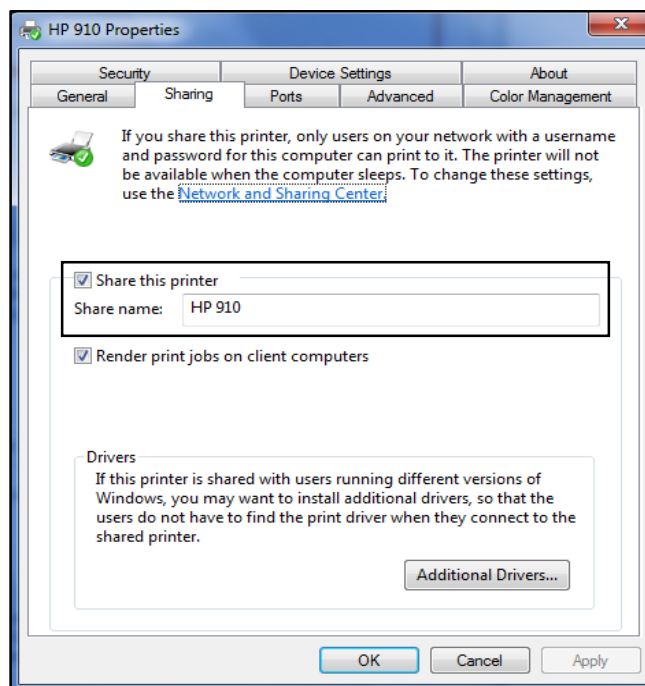 HP 910 Properties
Security
Device Settings
About
General
Sharing
Ports
Advanced
Color Management
If you share this printer, only users on your network with a username
and password for this computer can print to it. The printer will not
be available when the computer sleeps. To change these settings,
use the Network and Sharing Center.
Share this printer
Share name: HP 910
Render print jobs on client computers
Drivers
If this printer is shared with users running different versions of
Windows, you may want to install additional drivers, so that the
users do not have to find the print driver when they connect to the
shared printer.
Additional Drivers...
OK
Cancel
Apply